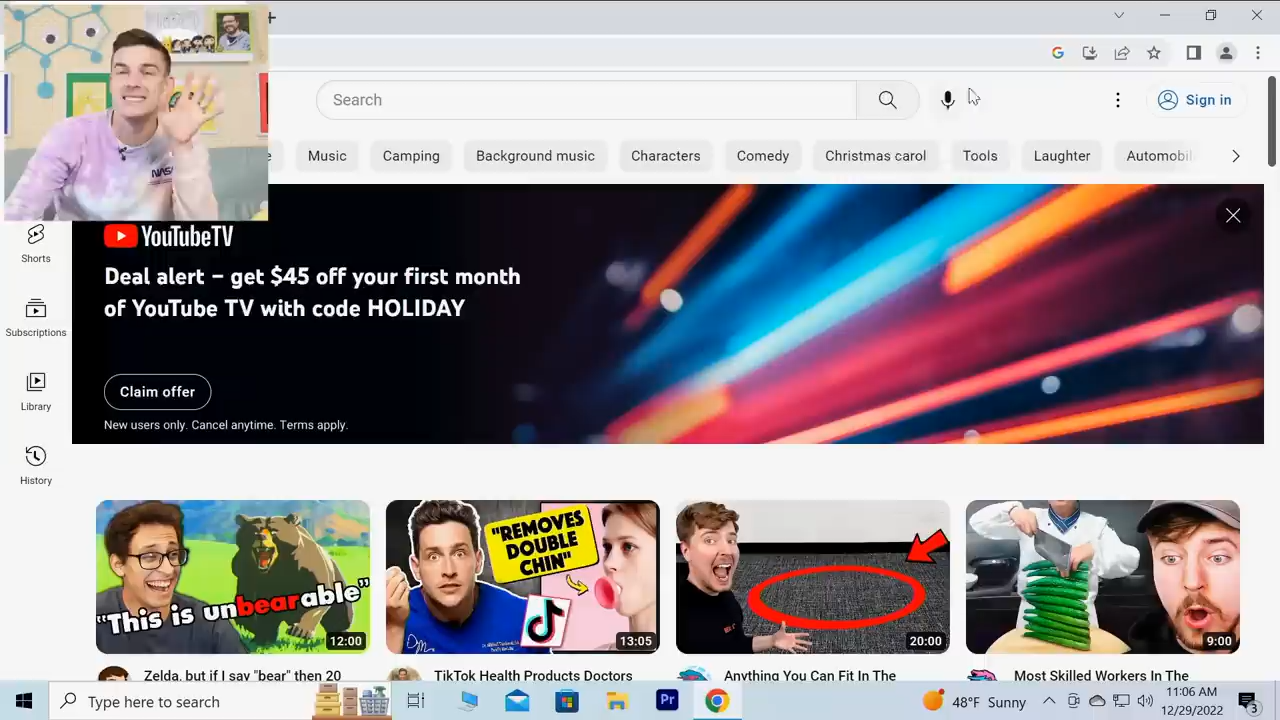 NASA
Search
Sign in
Music
Camping
Background music
Characters
Comedy
Christmas carol
Tools
Laughter
Automobil
YouTubeTV
Deal alert – get $45 off your first month
of YouTube TV with code HOLIDAY
Claim offer
New users only. Cancel anytime. Terms apply.
Shorts
Subscriptions
Library
History
"This is unbearable"
12:00
"REMOVES
DOUBLE
CHIN"
13:05
20:00
9:00
Zelda, but if I say "bear" then 20
TikTok Health Products Doctors
Anything You Can Fit In The
Most Skilled Workers In The
Type here to search
Pr
48°F Sunny
11:06 AM
12/29/2022
3